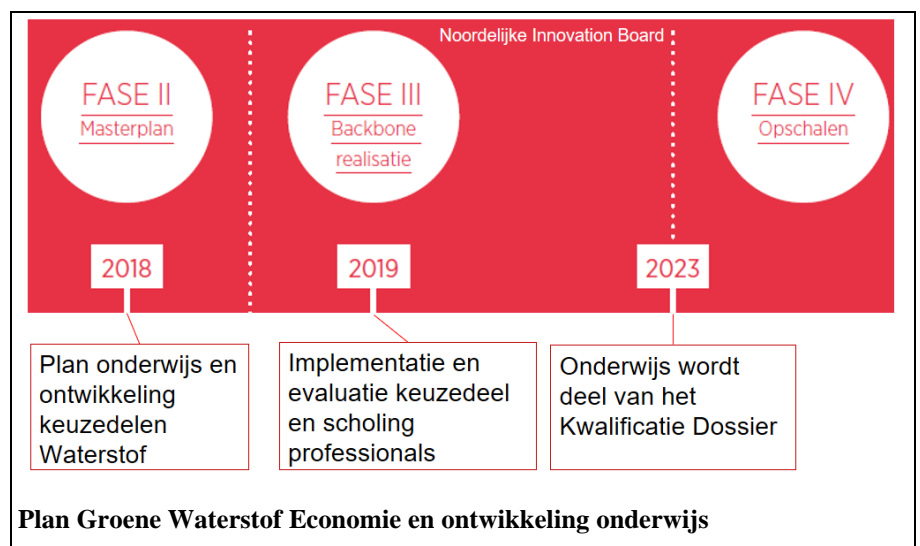 Noordelijke Innovation Board
FASE II
Masterplan
FASE III
Backbone
realisatie
FASE IV
Opschalen
2018
2019
2023
Plan onderwijs en
ontwikkeling
keuzedelen
Waterstof
Implementatie en
evaluatie keuzedeel
en scholing
professionals
Onderwijs wordt
deel van het
Kwalificatie Dossier
Plan Groene Waterstof Economie en ontwikkeling onderwijs